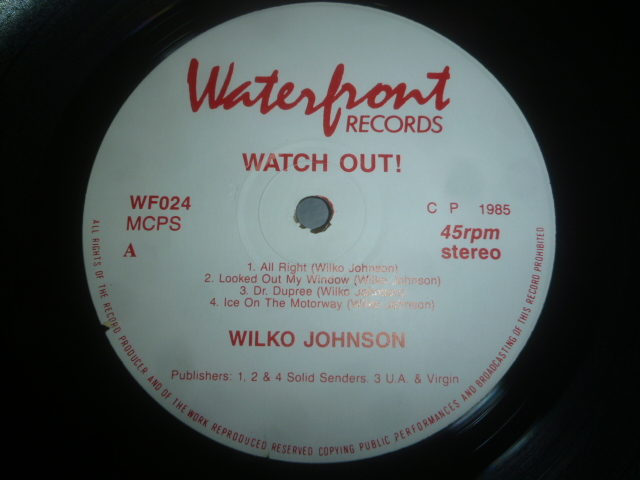 Waterfront
RECORDS
WATCH OUT!
WF024
MCPS
A
C P 1985
45rpm
stereo
1. All Right (Wilko Johnson)
2. Looked Out My Window (Wilko Johnson)
3. Dr. Dupree (Wilko Johnson)
4. Ice On The Motorway (Wilko Johnson)
WILKO JOHNSON
Publishers: 1, 2 & 4 Solid Senders. 3 U.A. & Virgin
ALL RIGHTS OF THE RECORD PRODUCER AND OF THE WORK REPRODUCED RESERVED COPYING PUBLIC PERFORMANCES AND BROADCASTING OF THIS RECORD PROHIBITED